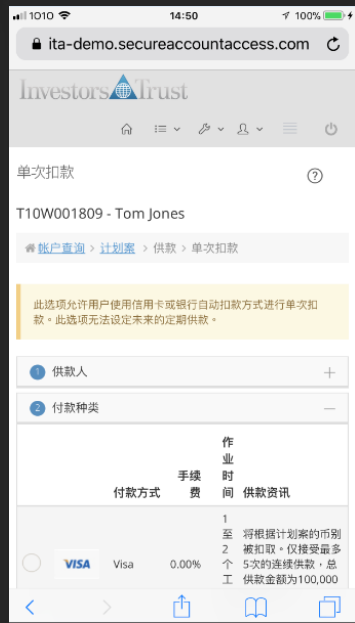 1010
14:50
100%
ita-demo.secureaccountaccess.com
Investors Trust
单次扣款
?
T10W001809 - Tom Jones
帐户查询 > 计划案 > 供款 > 单次扣款
此选项允许用户使用信用卡或银行自动扣款方式进行单次扣
款。此选项无法设定未来的定期供款。
1 供款人
2 付款种类
付款方式
手续
费
作
业
时
间
供款资讯
VISA
Visa
0.00%
1
至
2
个
工
将根据计划案的币别
被扣取。仅接受最多
5次的连续供款，总
供款金额为100,000